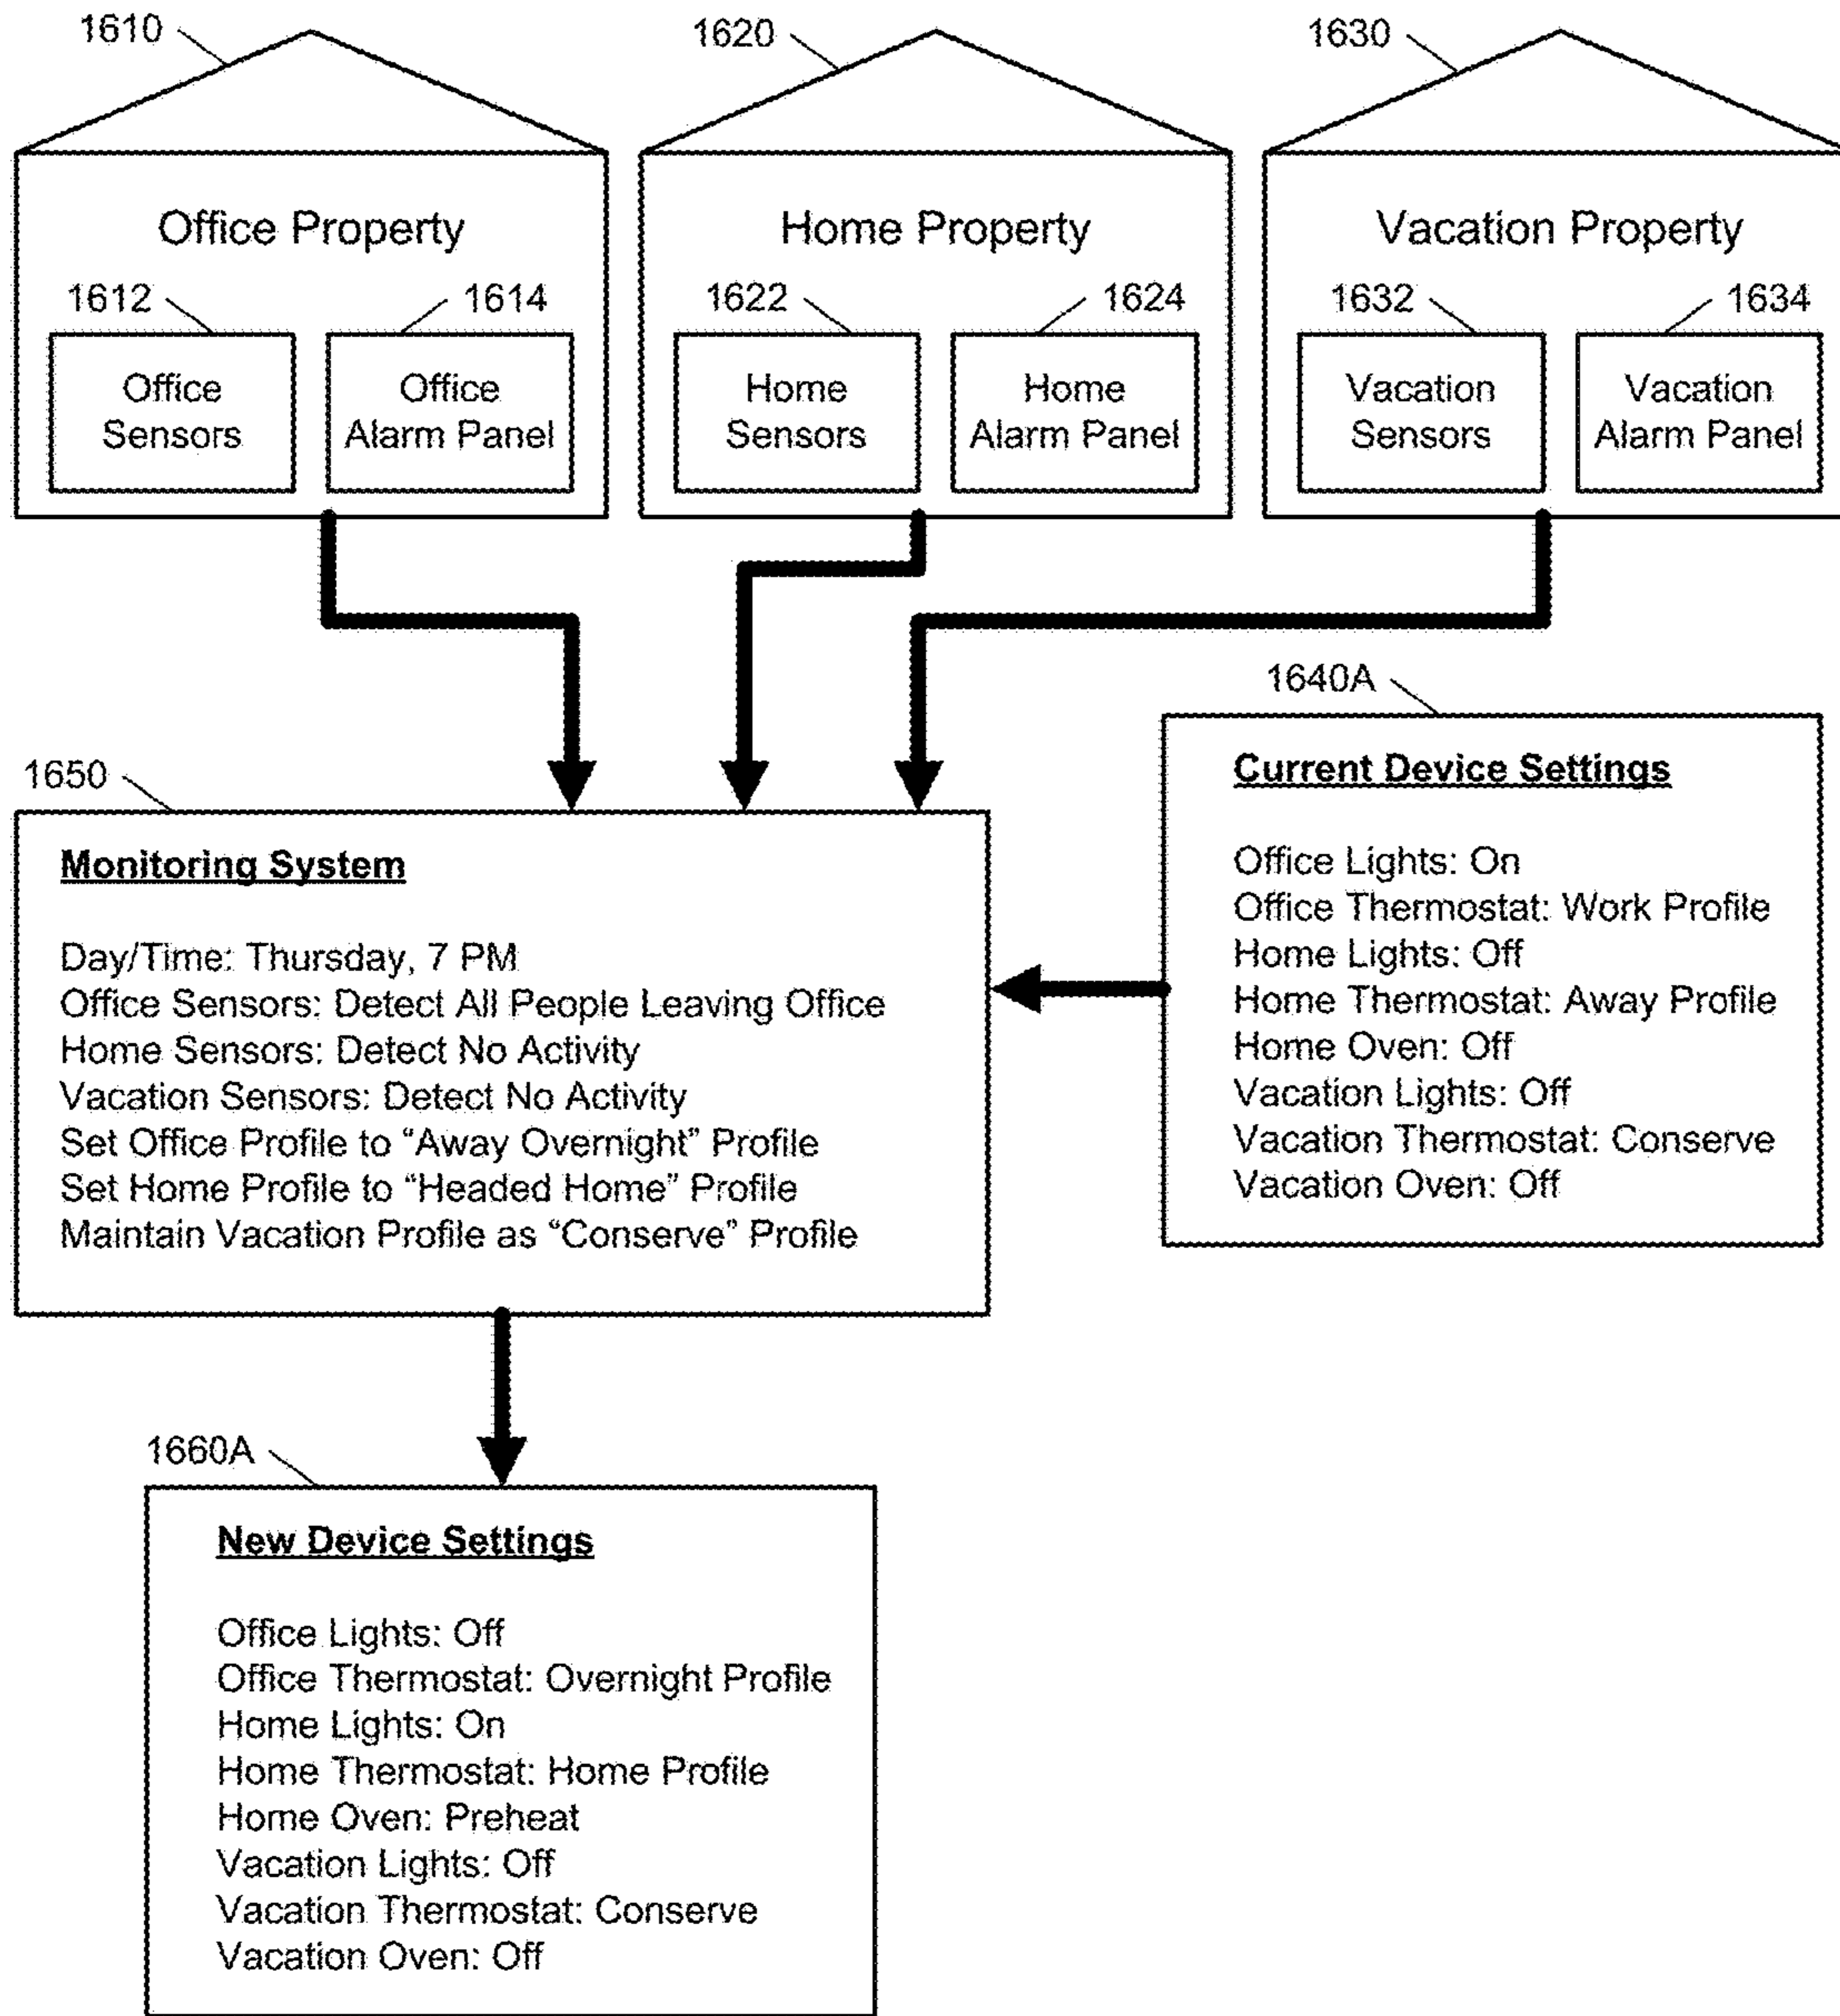 1610
1620
1630
Office Property
Home Property
Vacation Property
1612
1614
1622
1624
1632
1634
Office
Sensors
Office
Alarm Panel
Home
Sensors
Home
Alarm Panel
Vacation
Sensors
Vacation
Alarm Panel
1640A
Current Device Settings
Office Lights: On
Office Thermostat: Work Profile
Home Lights: Off
Home Thermostat: Away Profile
Home Oven: Off
Vacation Lights: Off
Vacation Thermostat: Conserve
Vacation Oven: Off
1650
Monitoring System
Day/Time: Thursday, 7 PM
Office Sensors: Detect All People Leaving Office
Home Sensors: Detect No Activity
Vacation Sensors: Detect No Activity
Set Office Profile to “Away Overnight” Profile
Set Home Profile to “Headed Home” Profile
Maintain Vacation Profile as “Conserve” Profile
1660A
New Device Settings
Office Lights: Off
Office Thermostat: Overnight Profile
Home Lights: On
Home Thermostat: Home Profile
Home Oven: Preheat
Vacation Lights: Off
Vacation Thermostat: Conserve
Vacation Oven: Off